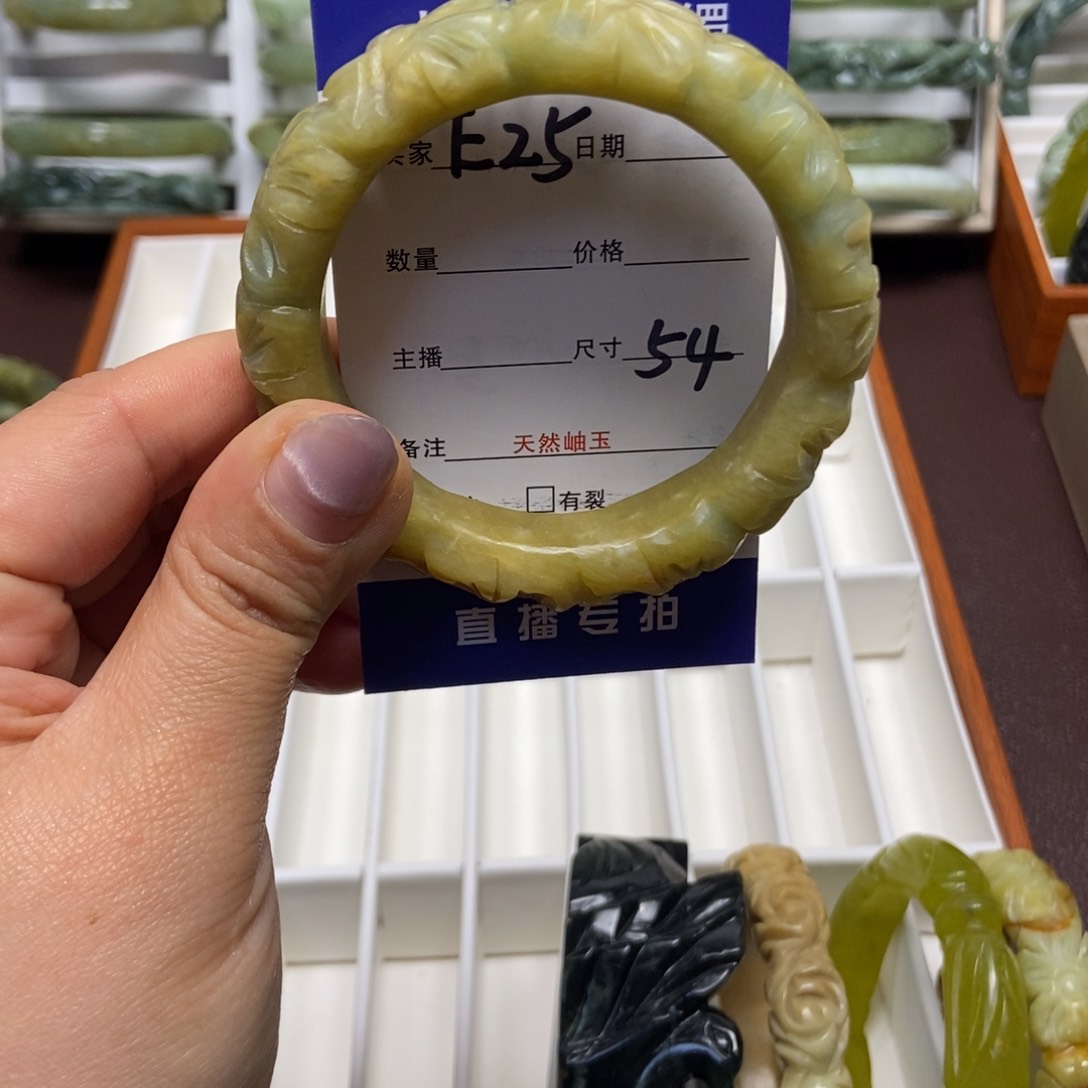 家 E25 日期
数量 价格
主播 尺寸 54
备注 天然岫玉
□有裂
直播专拍